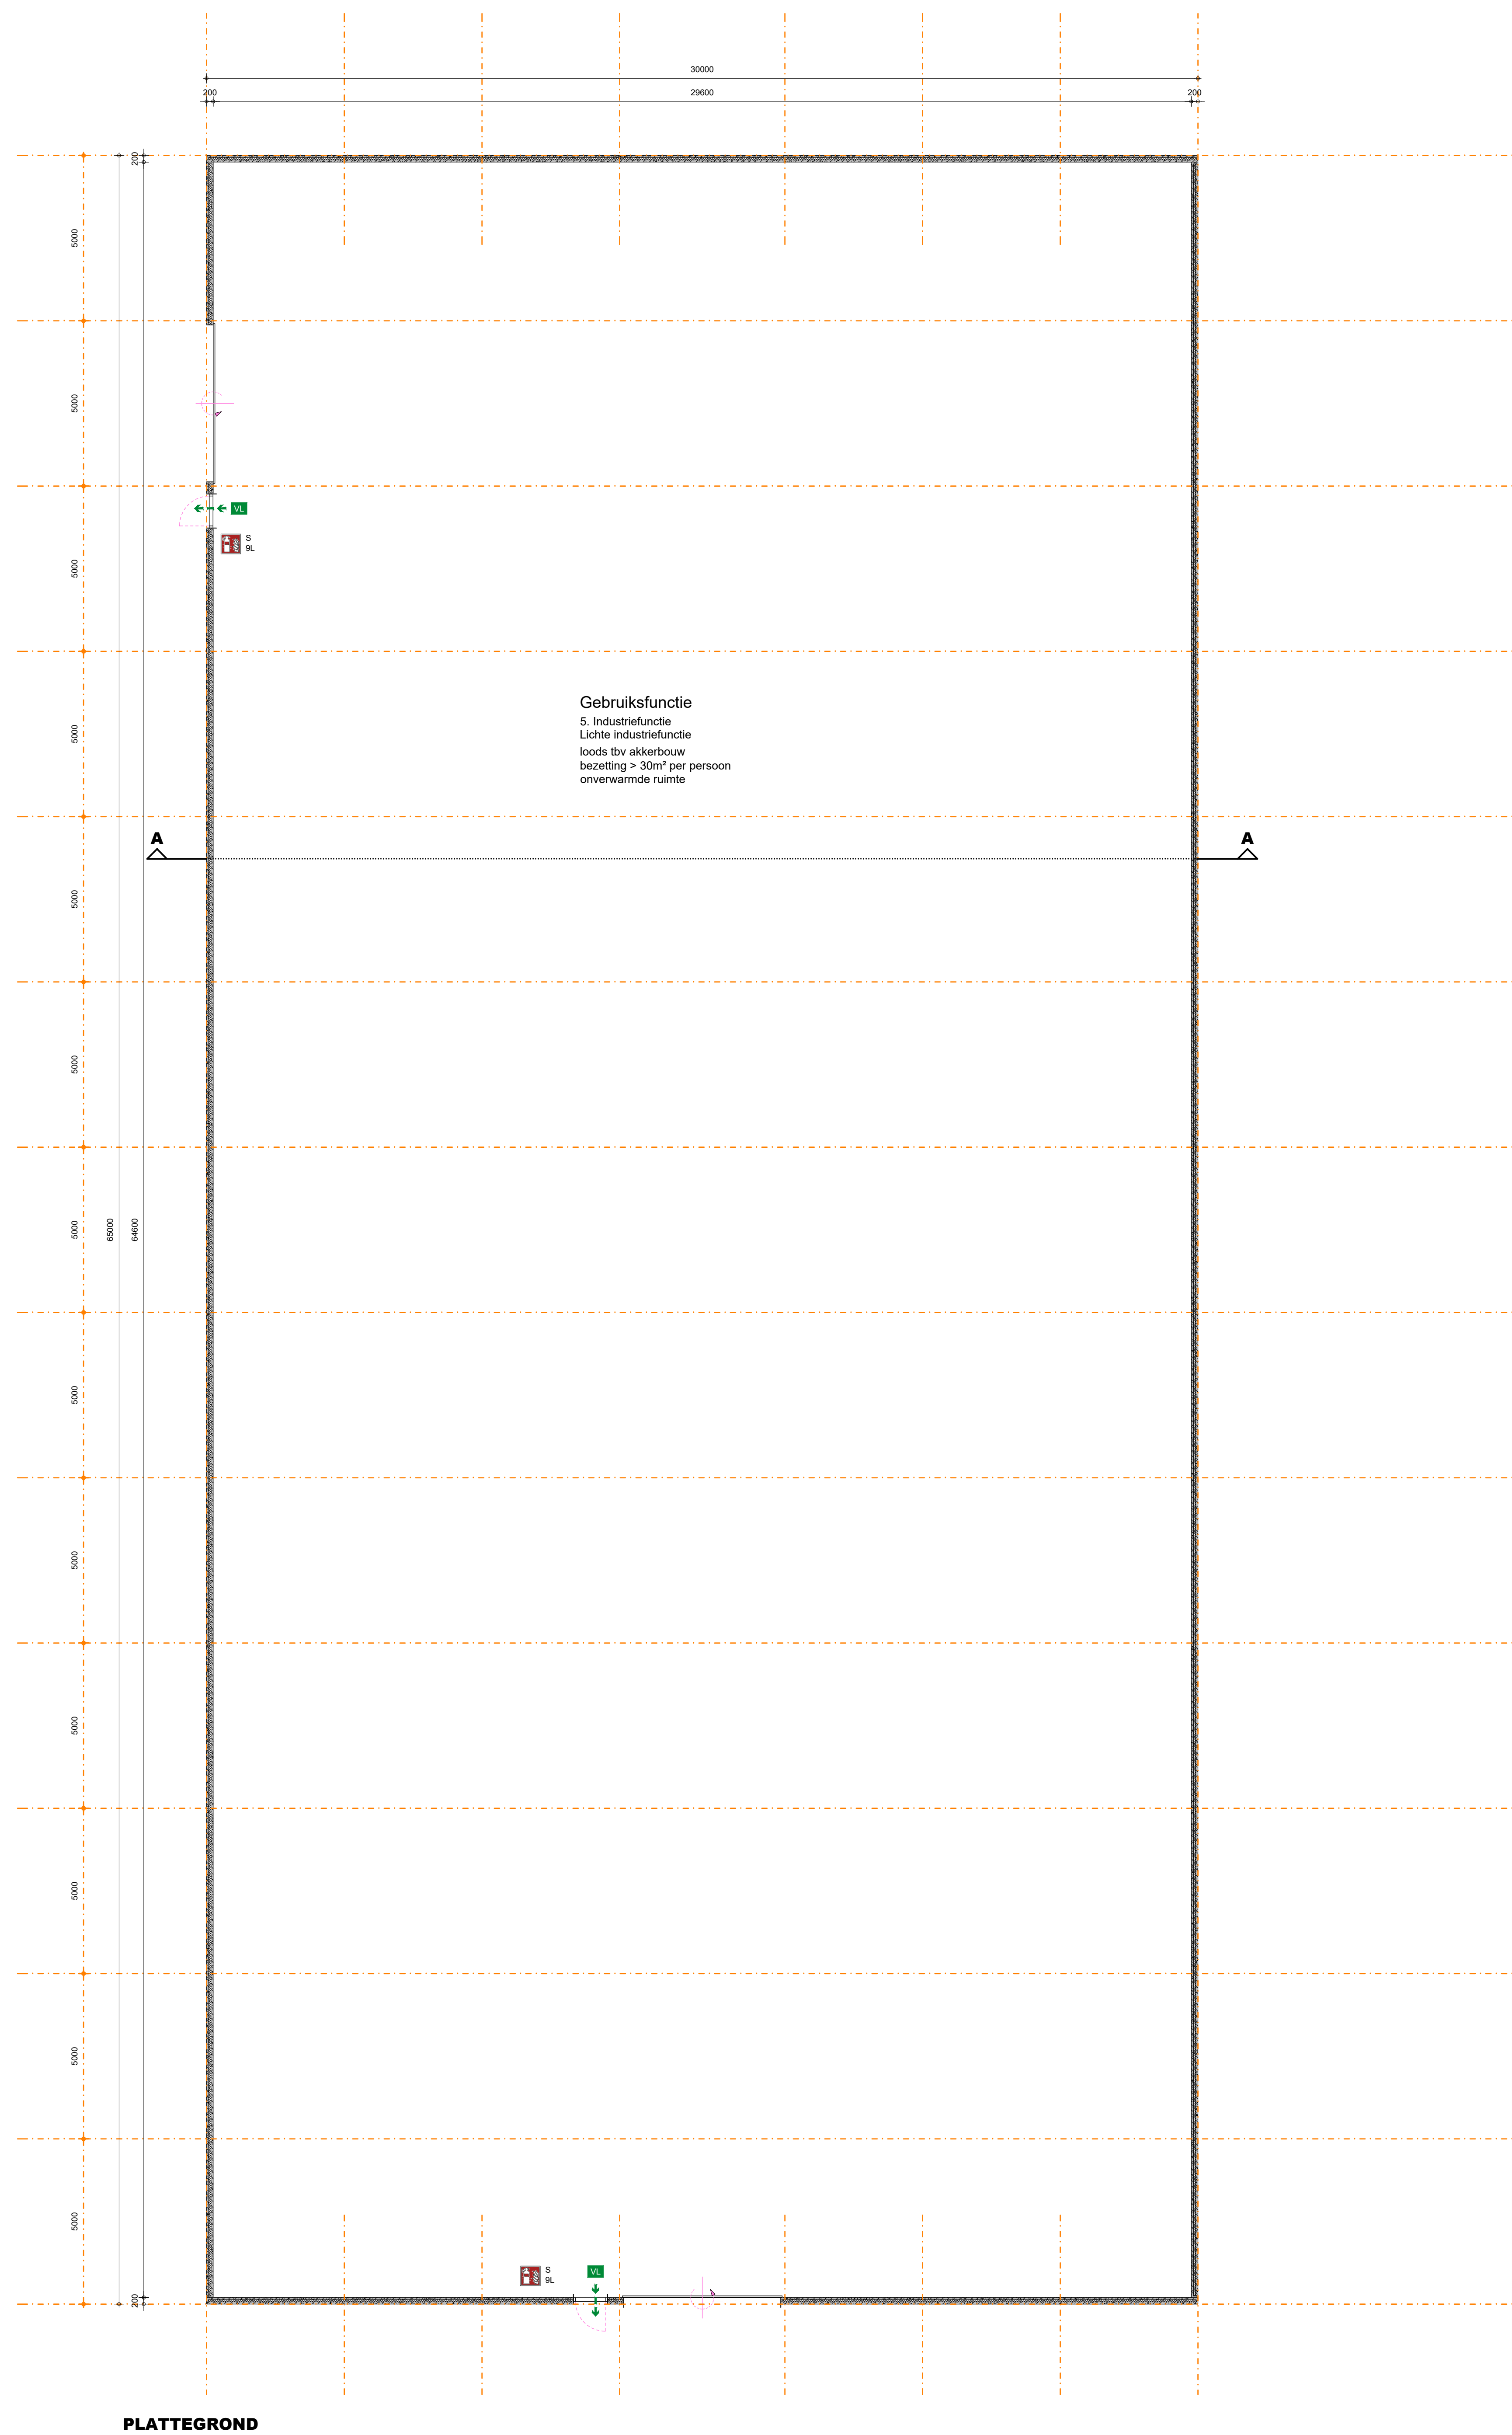 30000
200
29600
200
200
5000
5000
VL
S
9L
5000
Gebruiksfunctie
5. Industriefunctie
Lichte industriefunctie
loods tbv akkerbouw
bezetting > 30m² per persoon
onverwarmde ruimte
5000
A
A
5000
5000
65000
64600
5000
5000
5000
5000
5000
5000
5000
S
9L
VL
200
PLATTEGROND